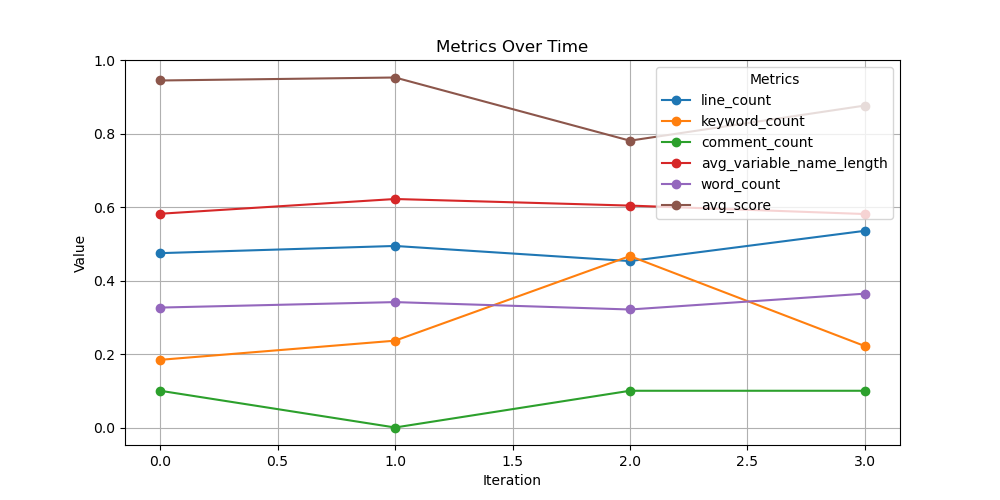 Metrics Over Time
Value
1.0
0.8
0.6
0.4
0.2
0.0
Metrics
line_count
keyword_count
comment_count
avg_variable_name_length
word_count
avg_score
0.0
0.5
1.0
1.5
2.0
2.5
3.0
Iteration